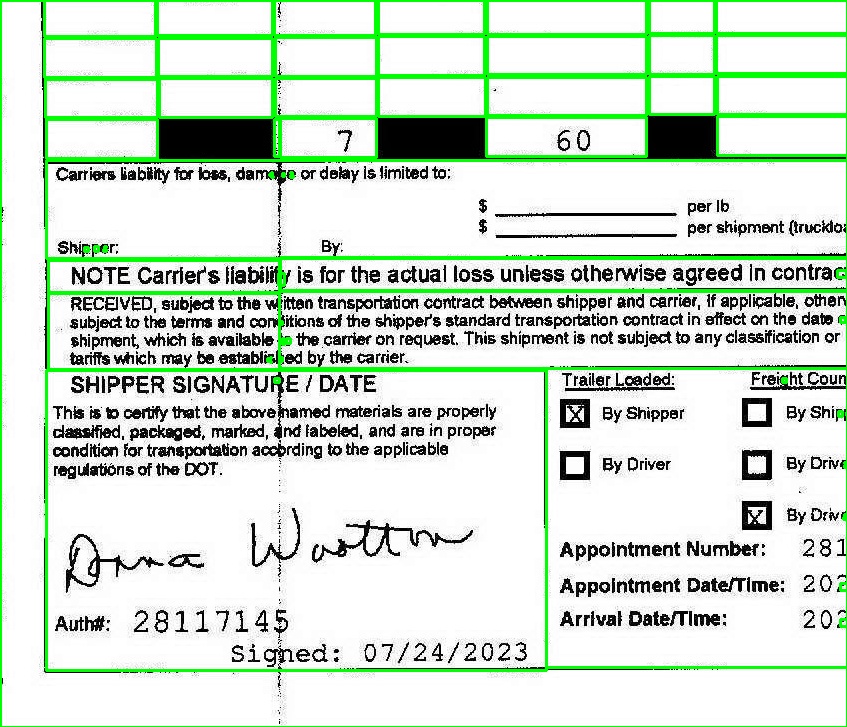 7 60
Carriers liability for loss, damage or delay is limited to:
$ ____________ per lb
$ ____________ per shipment (trucklo
Shipper: By:
NOTE Carrier's liability is for the actual loss unless otherwise agreed in contrac
RECEIVED, subject to the written transportation contract between shipper and carrier, if applicable, other
subject to the terms and conditions of the shipper's standard transportation contract in effect on the date
shipment, which is available to the carrier on request. This shipment is not subject to any classification or
tariffs which may be established by the carrier.
SHIPPER SIGNATURE / DATE
This is to certify that the above named materials are properly
classified, packaged, marked, and labeled, and are in proper
condition for transportation according to the applicable
regulations of the DOT.
Donna Wootton
Auth#: 28117145
Signed: 07/24/2023
Trailer Loaded: Freight Coun
X By Shipper By Ship
By Driver By Drive
X By Drive
Appointment Number: 281
Appointment Date/Time: 202
Arrival Date/Time: 202